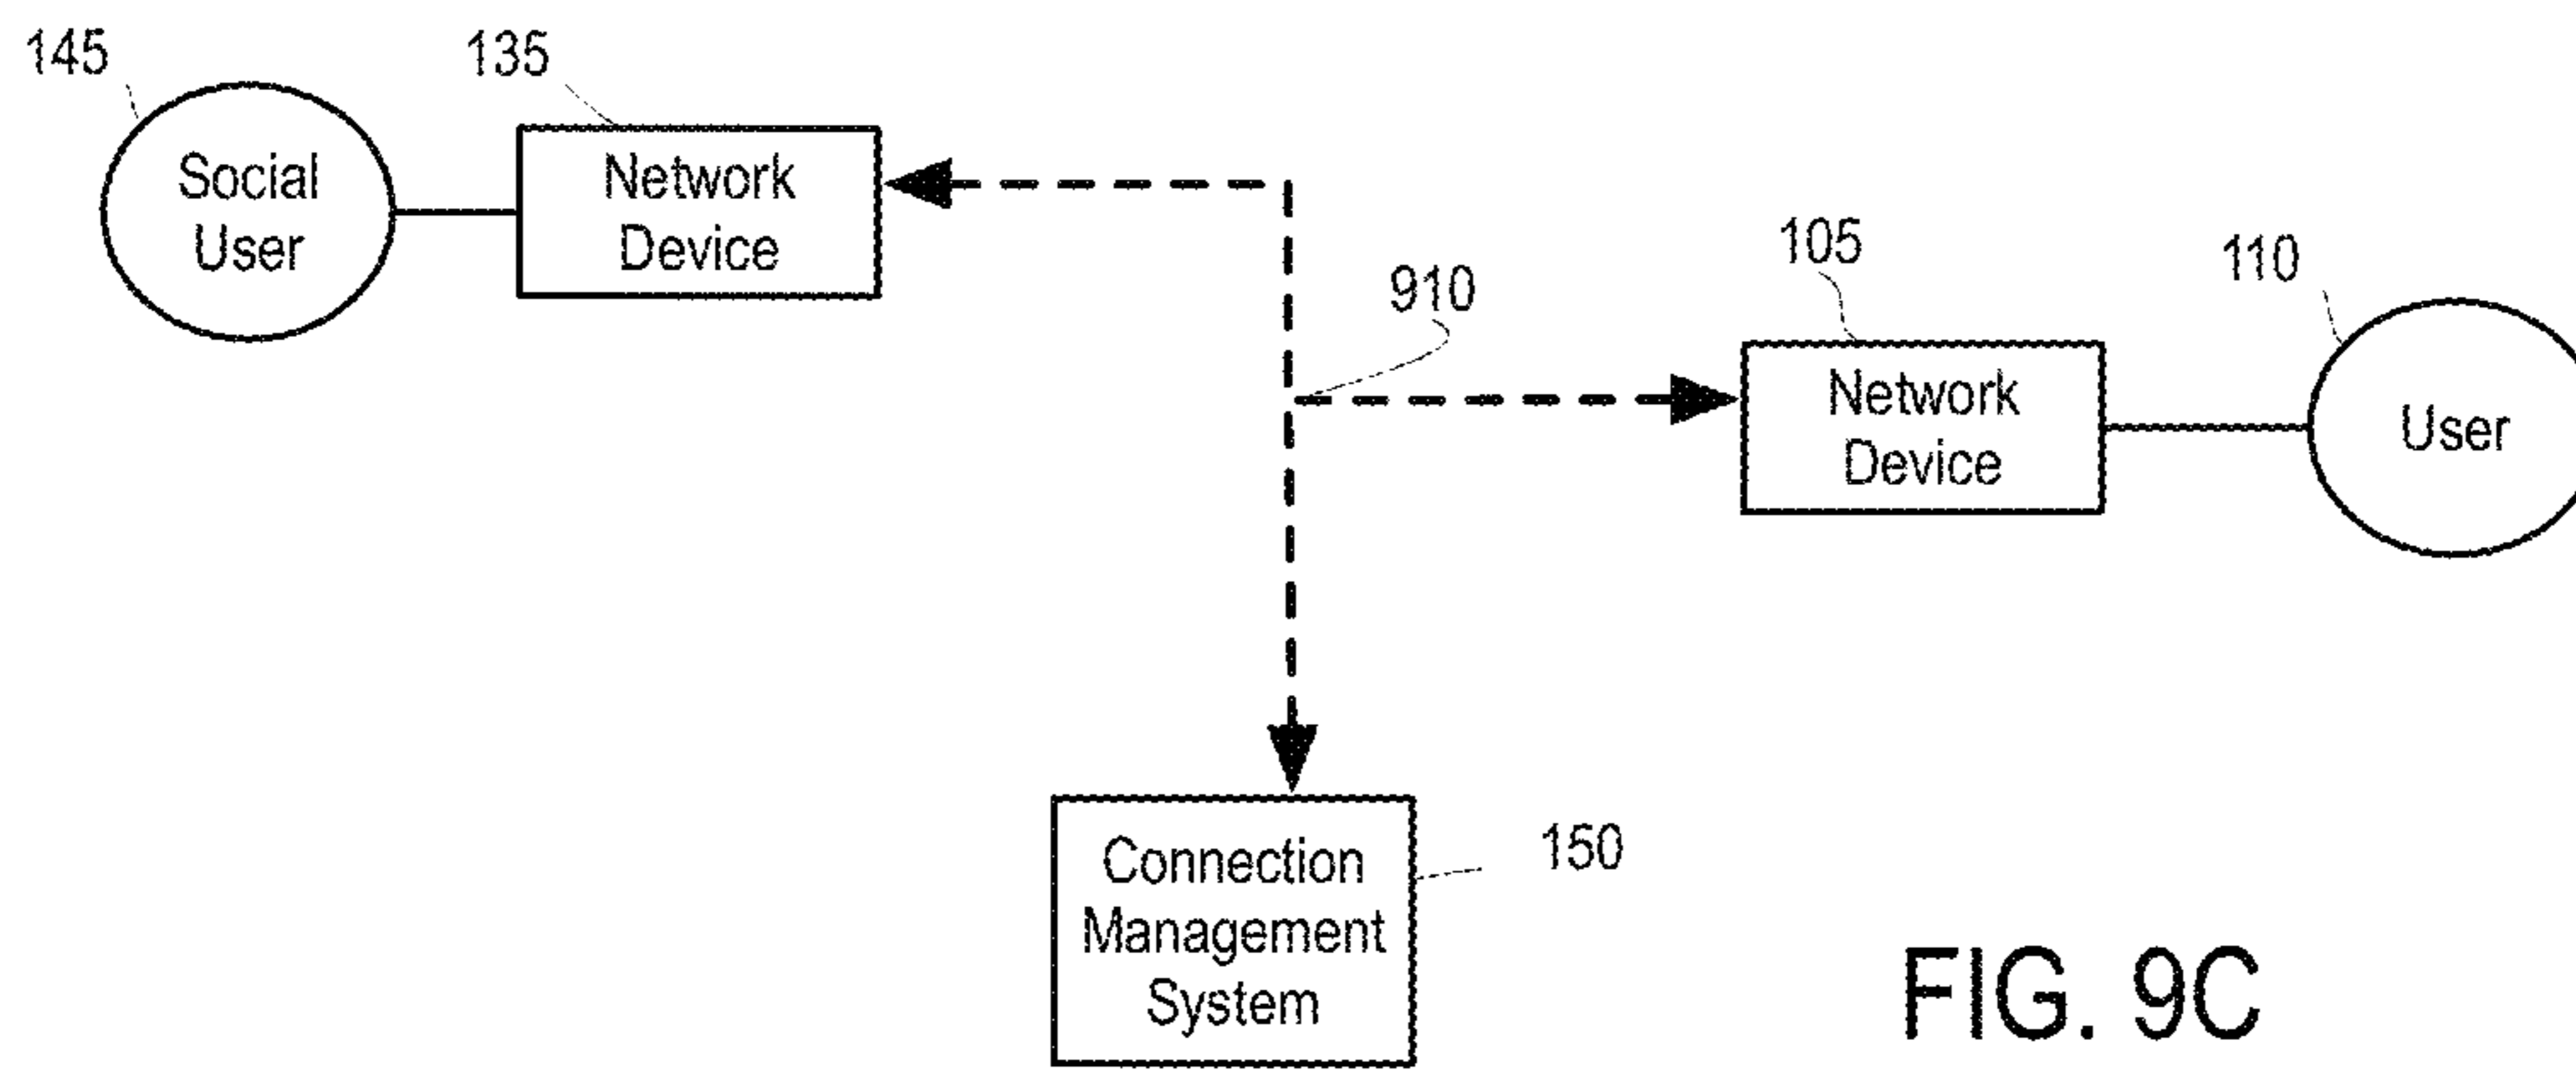 145
135
Social
User
Network
Device
910
105
110
Network
Device
User
Connection
Management
System
150
FIG. 9C